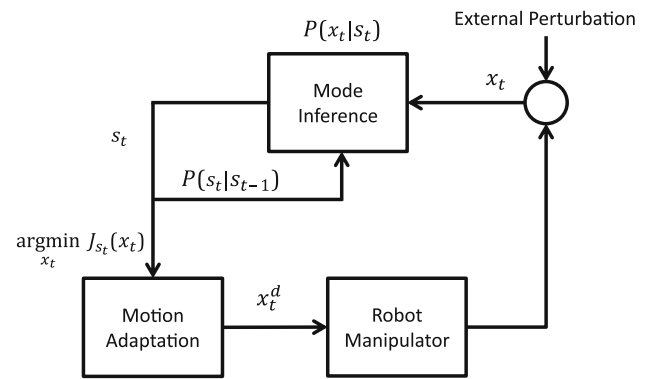 External Perturbation
P(x_t|s_t)
Mode
Inference
x_t
s_t
P(s_t|s_{t−1})
argmin J_{s_t}(x_t)
x_t
Motion
Adaptation
x_t^d
Robot
Manipulator